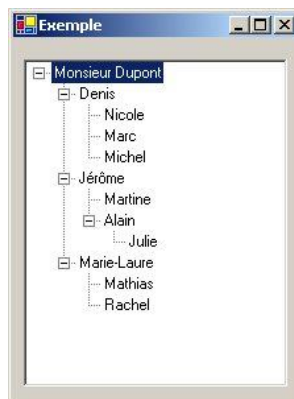 Exemple
Monsieur Dupont
Denis
Nicole
Marc
Michel
Jérôme
Martine
Alain
Julie
Marie-Laure
Mathias
Rachel